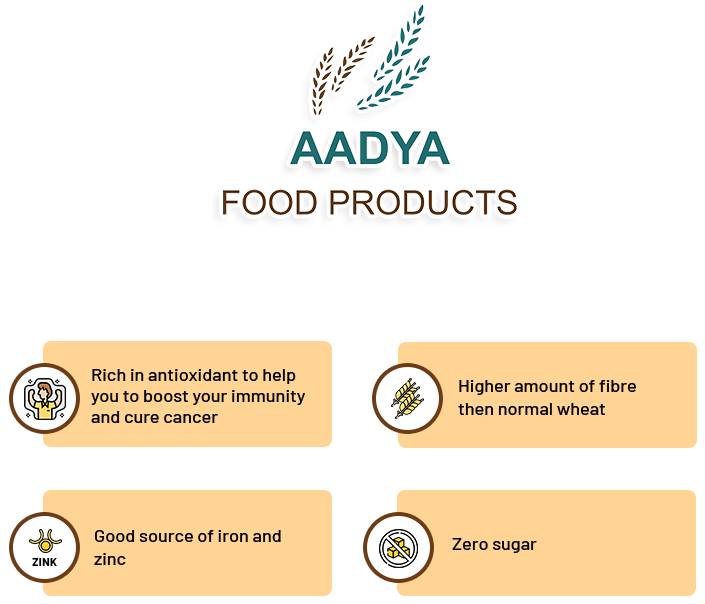 AADYA
FOOD PRODUCTS
Rich in antioxidant to help
you to boost your immunity
and cure cancer
Higher amount of fibre
then normal wheat
ZINK
Good source of iron and
zinc
Zero sugar